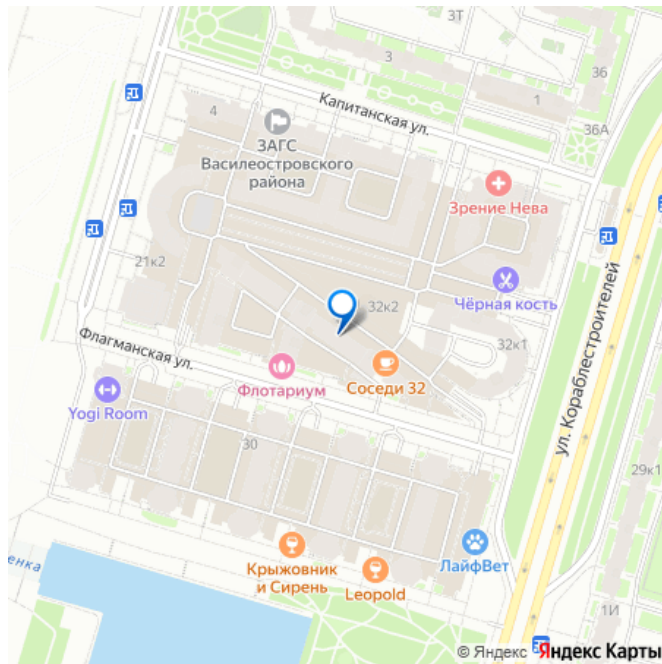 3Т
3
36
1
Капитанская ул.
36А
4
ЗАГС
Василеостровского
района
Зрение Нева
21к2
Чёрная кость
32к2
32к1
ул. Кораблестроителей
Флагманская ул.
Флотариум
Соседи 32
Yogi Room
30
29к1
ЛайфВет
Крыжовник
и Сирень
Leopold
енка
1И
© Яндекс Яндекс Карты